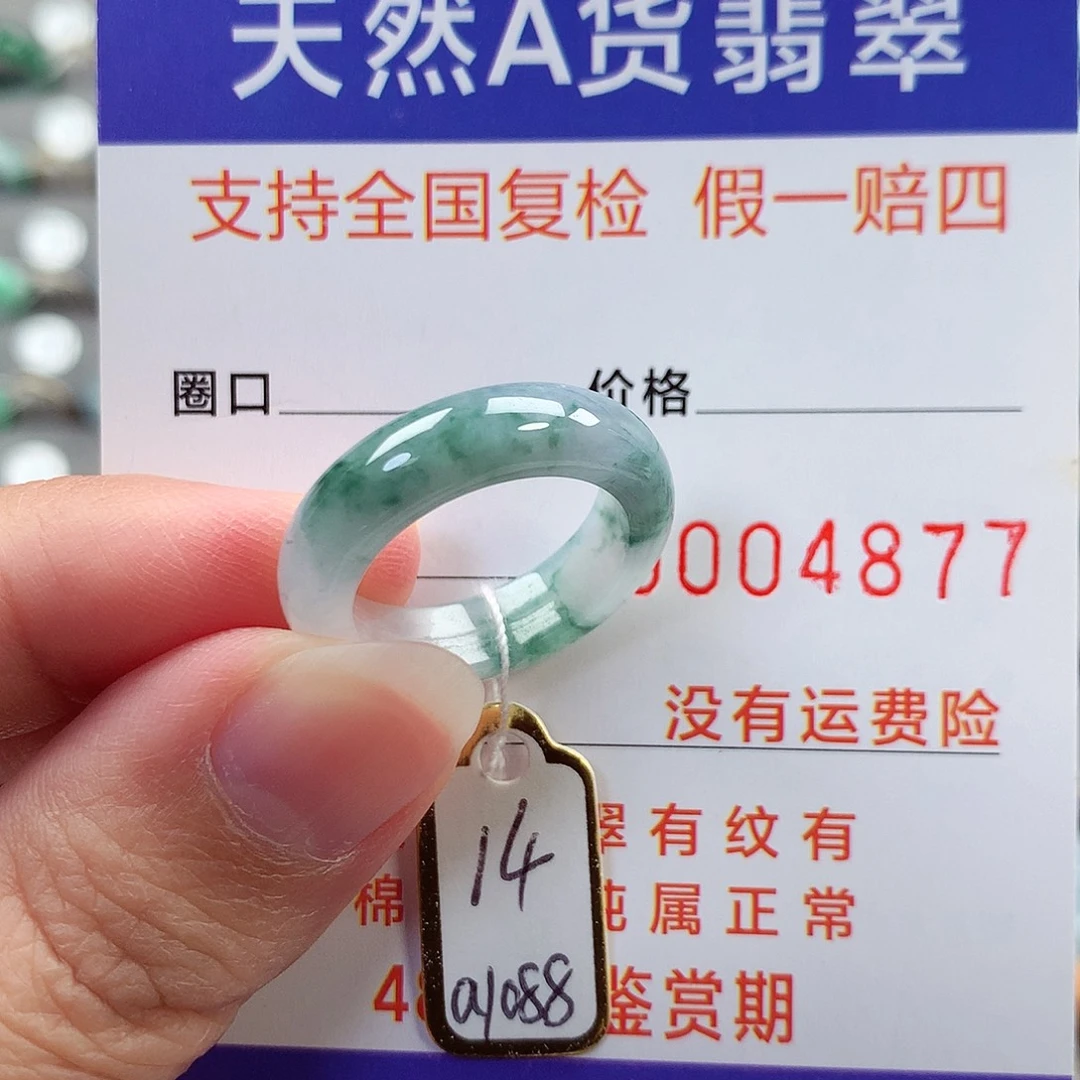 天然A货翡翠
支持全国复检 假一赔四
圈口 价格
004877
没有运费险
翠有纹有
棉 纯属正常
48 鉴赏期
14
a1088